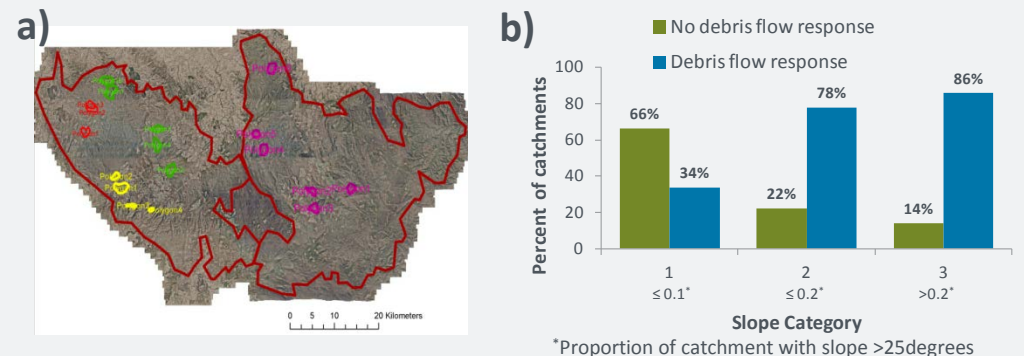 a)
0 5 10 20 Kilometers
b)
No debris flow response
Debris flow response
Percent of catchments
100
80
60
40
20
0
66%
34%
22%
78%
14%
86%
1
2
3
≤ 0.1*
≤ 0.2*
>0.2*
Slope Category
*Proportion of catchment with slope >25degrees